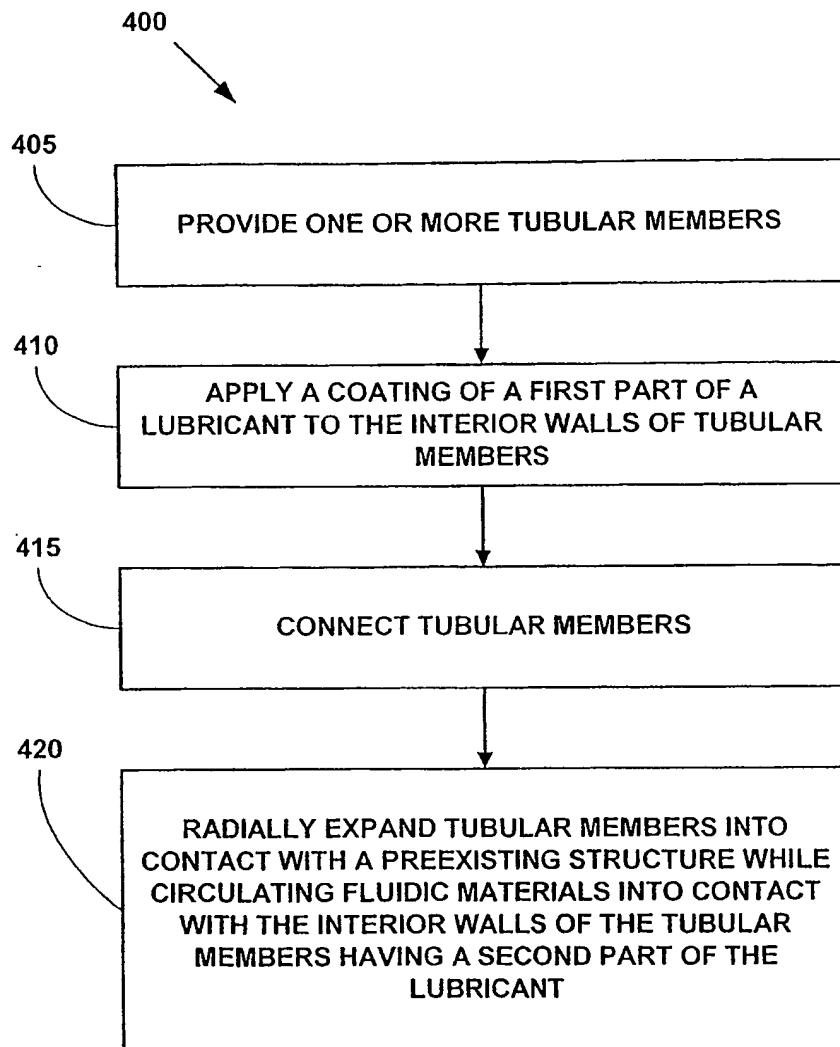 400
405
PROVIDE ONE OR MORE TUBULAR MEMBERS
410
APPLY A COATING OF A FIRST PART OF A
LUBRICANT TO THE INTERIOR WALLS OF TUBULAR
MEMBERS
415
CONNECT TUBULAR MEMBERS
420
RADIALLY EXPAND TUBULAR MEMBERS INTO
CONTACT WITH A PREEXISTING STRUCTURE WHILE
CIRCULATING FLUIDIC MATERIALS INTO CONTACT
WITH THE INTERIOR WALLS OF THE TUBULAR
MEMBERS HAVING A SECOND PART OF THE
LUBRICANT